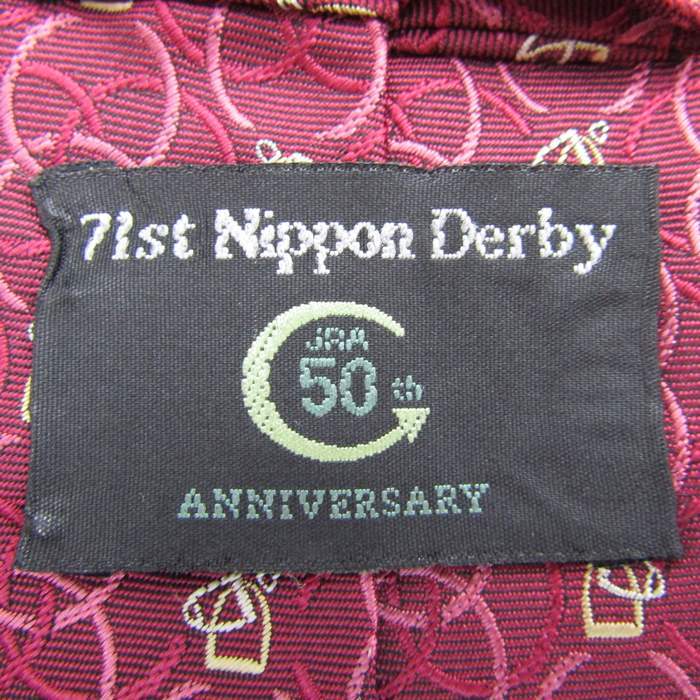 71st Nippon Derby
JRA
50th
ANNIVERSARY